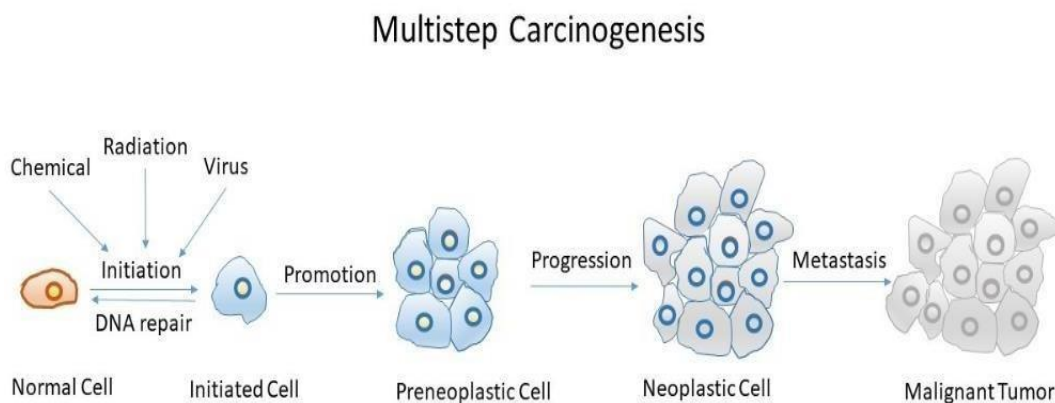 Multistep Carcinogenesis
Radiation
Chemical
Virus
Initiation
Promotion
Progression
Metastasis
DNA repair
Normal Cell
Initiated Cell
Preneoplastic Cell
Neoplastic Cell
Malignant Tumor